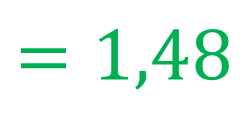 = 1,48